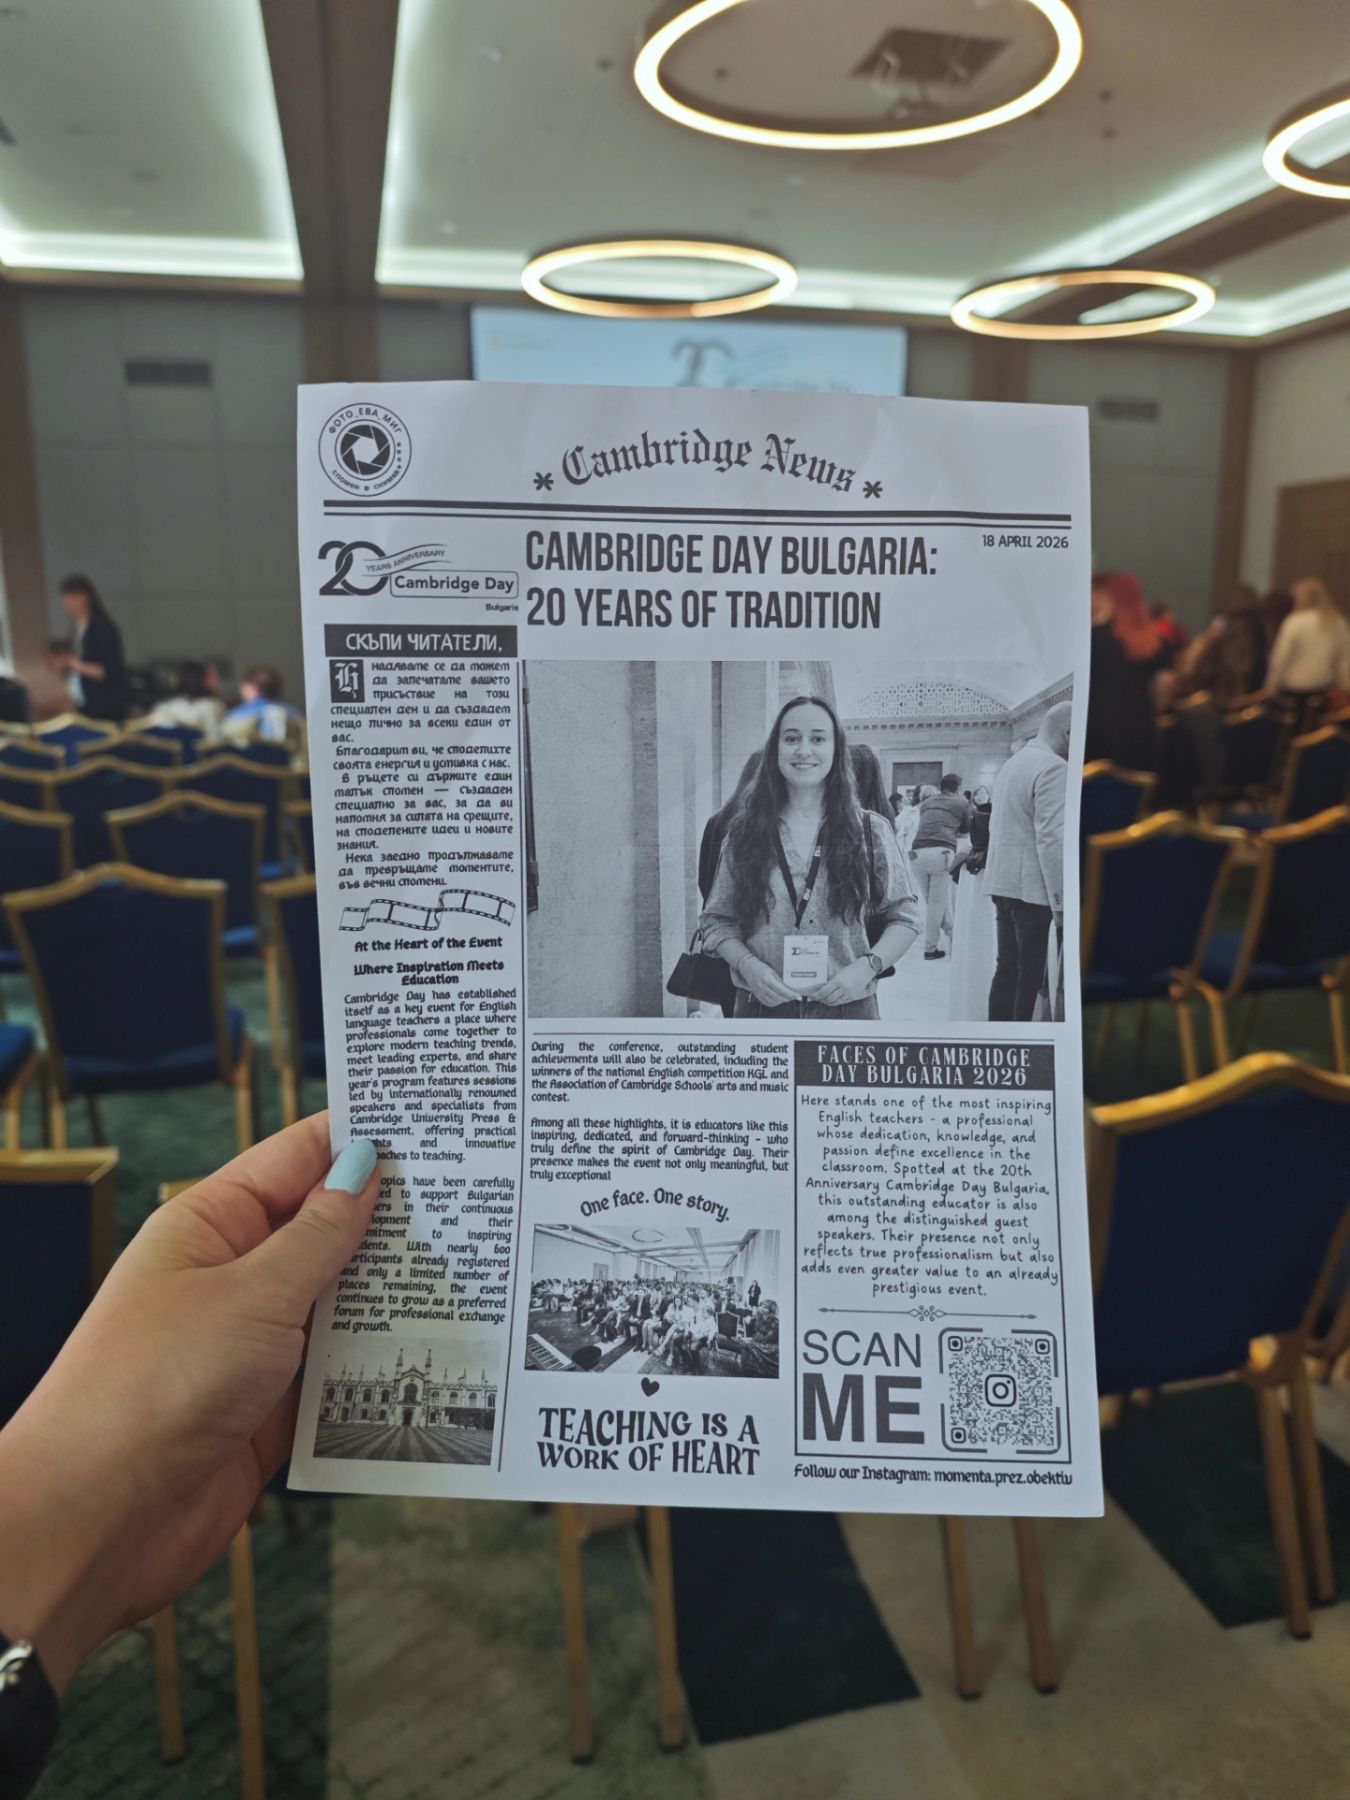 ФОТО_ЕВА_МИГ
СПОМЕН В СНИМКА
Cambridge News
20
YEARS ANNIVERSARY
Cambridge Day
Bulgaria
CAMBRIDGE DAY BULGARIA:
20 YEARS OF TRADITION
18 APRIL 2026
СКЪПИ ЧИТАТЕЛИ,
надяваме се да можем
да запечатаме вашето
присъствие на този
специален ден и да създадем
нещо лично за всеки един от
вас.
Благодарим ви, че споделихте
своята енергия и усмивка с нас.
В ръцете си държите един
малък спомен — създаден
специално за вас, за да ви
напомня за силата на срещите,
на споделените идеи и новите
знания.
Нека заедно продължаваме
да превръщаме моментите,
във вечни спомени.
At the Heart of the Event
Where Inspiration Meets
Education
Cambridge Day has established
itself as a key event for English
language teachers a place where
professionals come together to
explore modern teaching trends,
meet leading experts, and share
their passion for education. This
year's program features sessions
led by internationally renowned
speakers and specialists from
Cambridge University Press &
Assessment, offering practical
and innovative
to teaching.
have been carefully
to support Bulgarian
in their continuous
and their
to inspiring
With nearly 600
participants already registered
and only a limited number of
places remaining, the event
continues to grow as a preferred
forum for professional exchange
and growth.
During the conference, outstanding student
achievements will also be celebrated, including the
winners of the national English competition HGL and
the Association of Cambridge Schools' arts and music
contest.
Among all these highlights, it is educators like this
inspiring, dedicated, and forward-thinking - who
truly define the spirit of Cambridge Day. Their
presence makes the event not only meaningful, but
truly exceptional
One face. One story.
TEACHING IS A
WORK OF HEART
FACES OF CAMBRIDGE
DAY BULGARIA 2026
Here stands one of the most inspiring
English teachers - a professional
whose dedication, knowledge, and
passion define excellence in the
classroom. Spotted at the 20th
Anniversary Cambridge Day Bulgaria,
this outstanding educator is also
among the distinguished guest
speakers. Their presence not only
reflects true professionalism but also
adds even greater value to an already
prestigious event.
SCAN
ME
Follow our Instagram: momenta.prez.obektiv